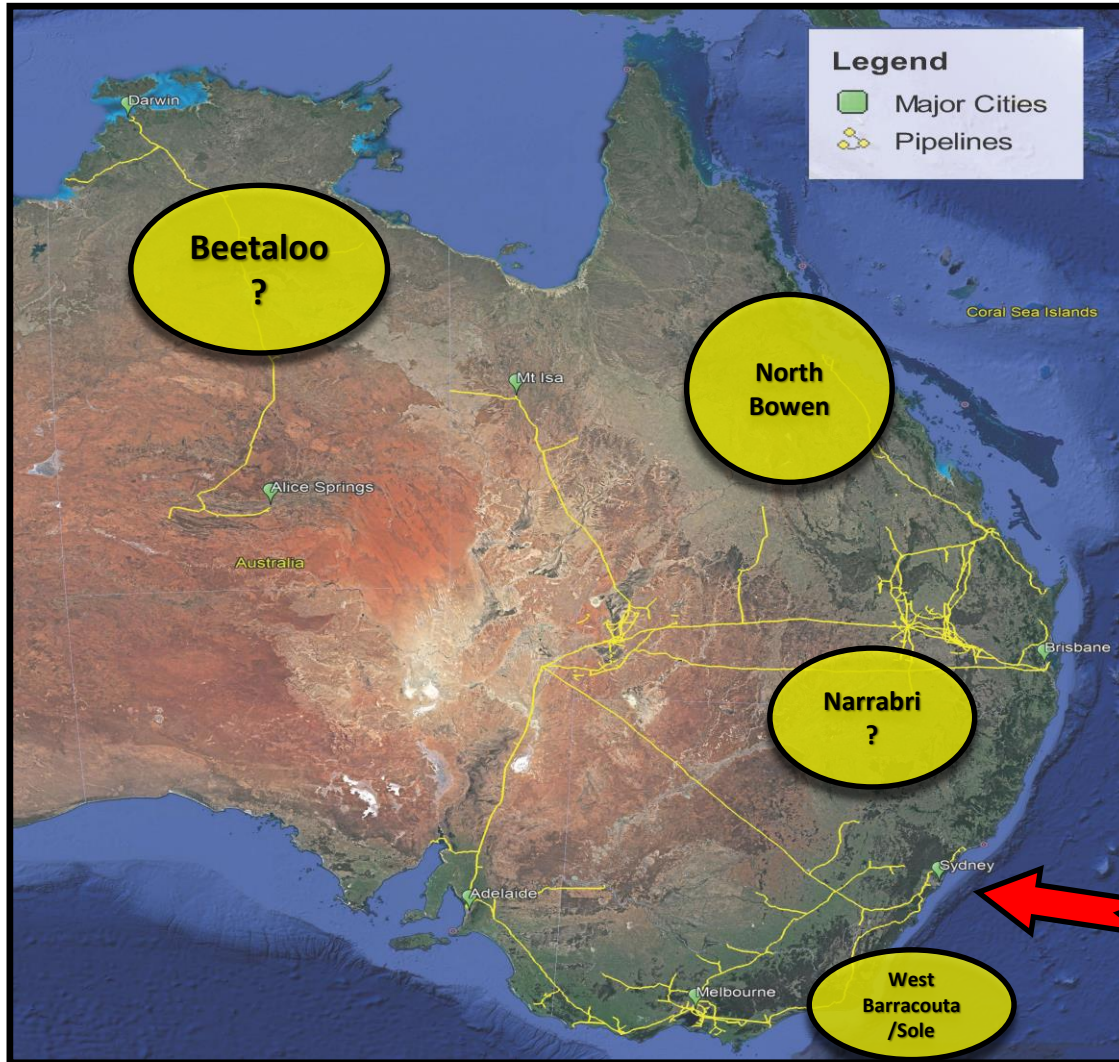 Legend
Major Cities
Pipelines
Darwin
Beetaloo
?
Coral Sea Islands
North
Bowen
Mt Isa
Alice Springs
Australia
Brisbane
Narrabri
?
Sydney
Adelaide
West
Barracouta
/Sole
Melbourne